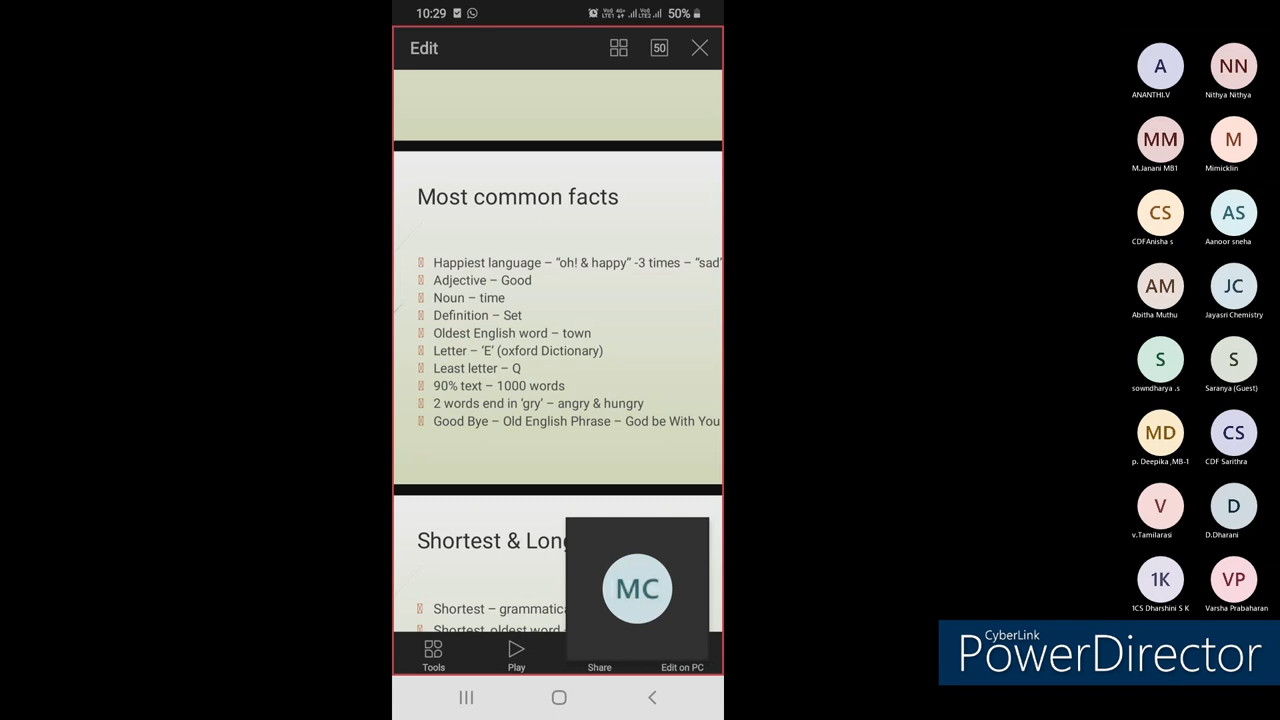 10:29
50%
Edit
50
Most common facts
Happiest language – “oh! & happy” -3 times – “sad”
Adjective – Good
Noun – time
Definition – Set
Oldest English word – town
Letter – ‘E’ (oxford Dictionary)
Least letter – Q
90% text – 1000 words
2 words end in ‘gry’ – angry & hungry
Good Bye – Old English Phrase – God be With You
Shortest &
Shortest –
Shortest, oldest word
MC
Tools
Play
Share
Edit on PC
A
NN
ANANTHI.V
Nithya Nithya
MM
M
M.Janani MB1
Mimicklin
CS
AS
CDFAnisha s
Aanoor sneha
AM
JC
Abitha Muthu
Jayasri Chemistry
S
S
sowndharya .s
Saranya (Guest)
MD
CS
p. Deepika ,MB-1
CDF Sarithra
V
D
v.Tamilarasi
D.Dharani
1K
VP
1CS Dharshini S K
Varsha Prabaharan
CyberLink
PowerDirector